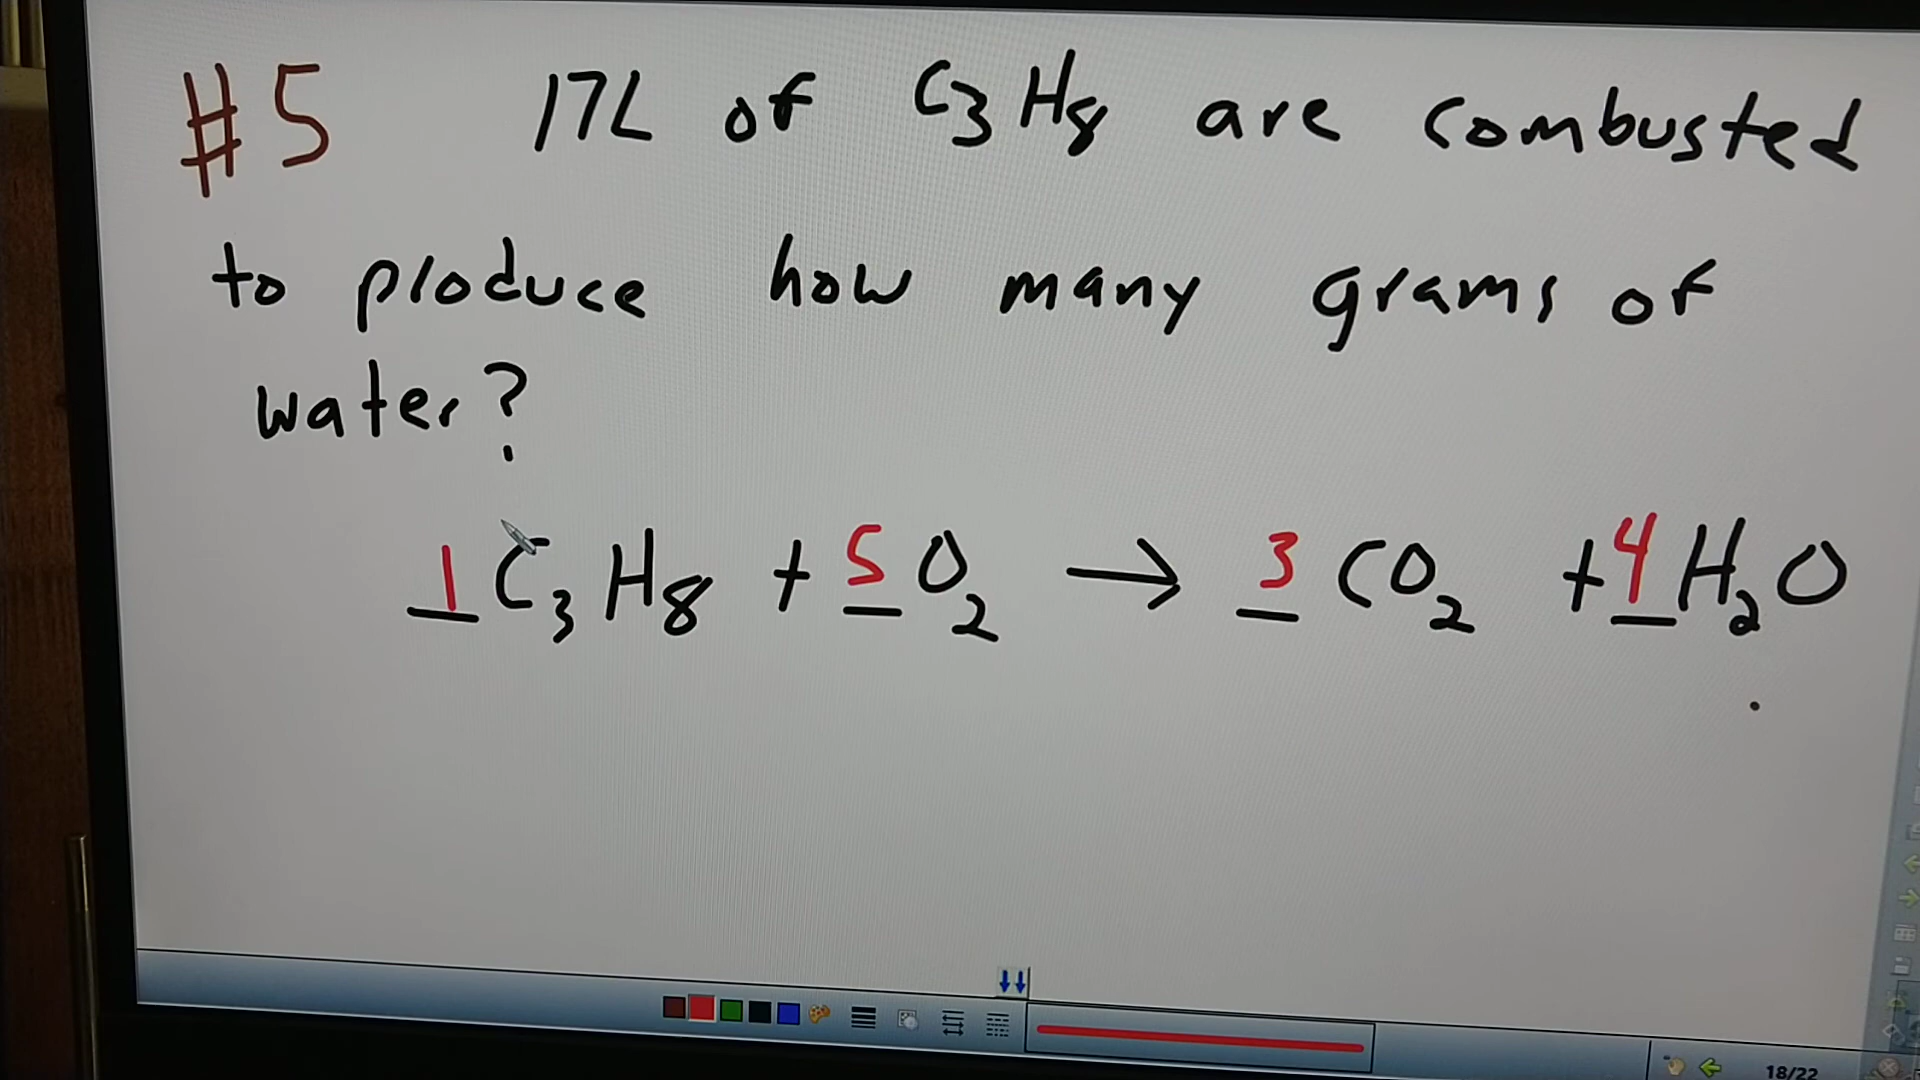 #5 17L of C₃H₈ are combusted
to produce how many grams of
water?
1 C₃H₈ + 5 O₂ → 3 CO₂ + 4 H₂O
18/22